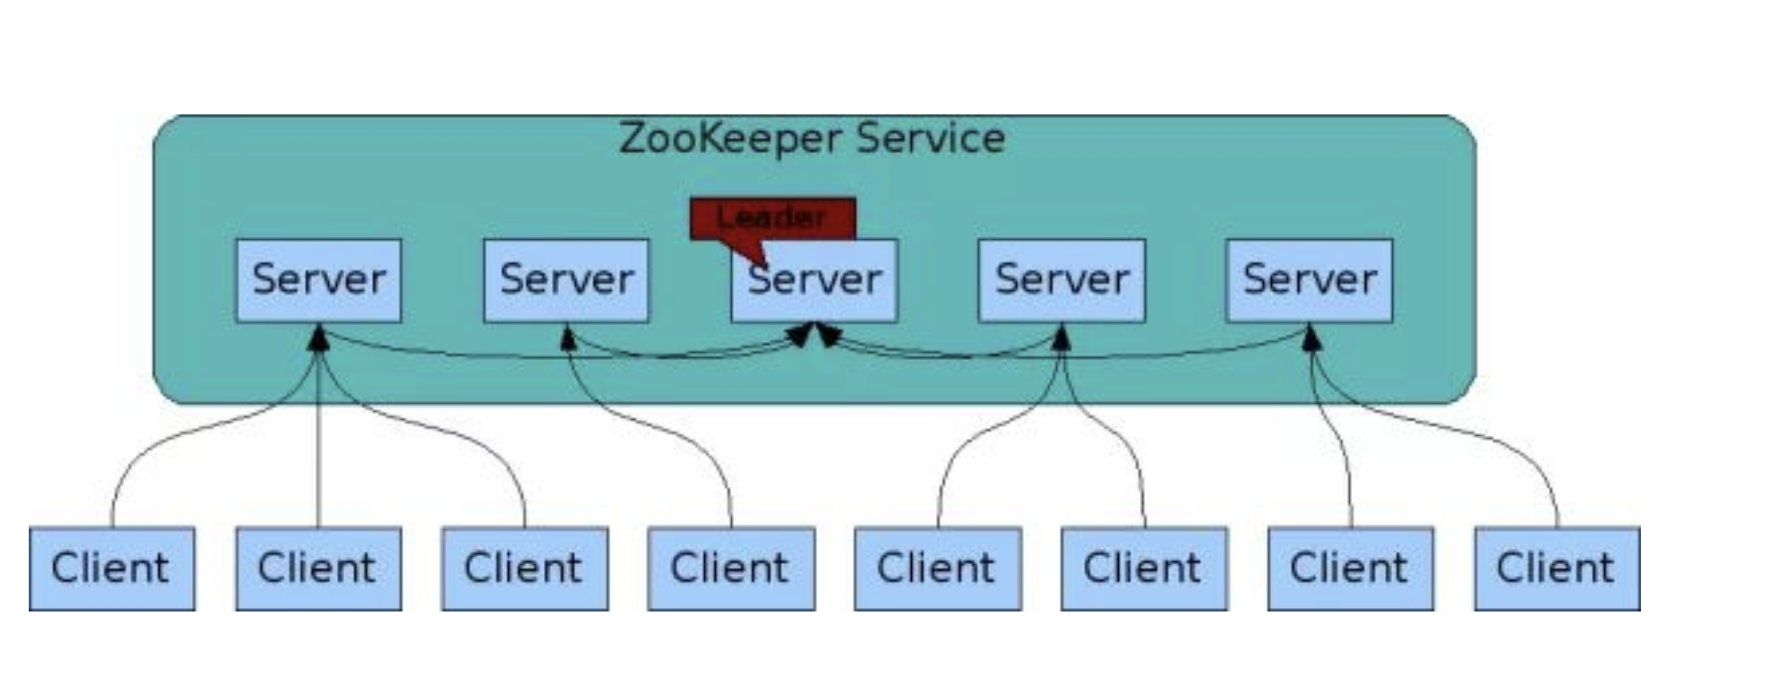 ZooKeeper Service
Leader
Server Server Server Server Server
Client Client Client Client Client Client Client Client